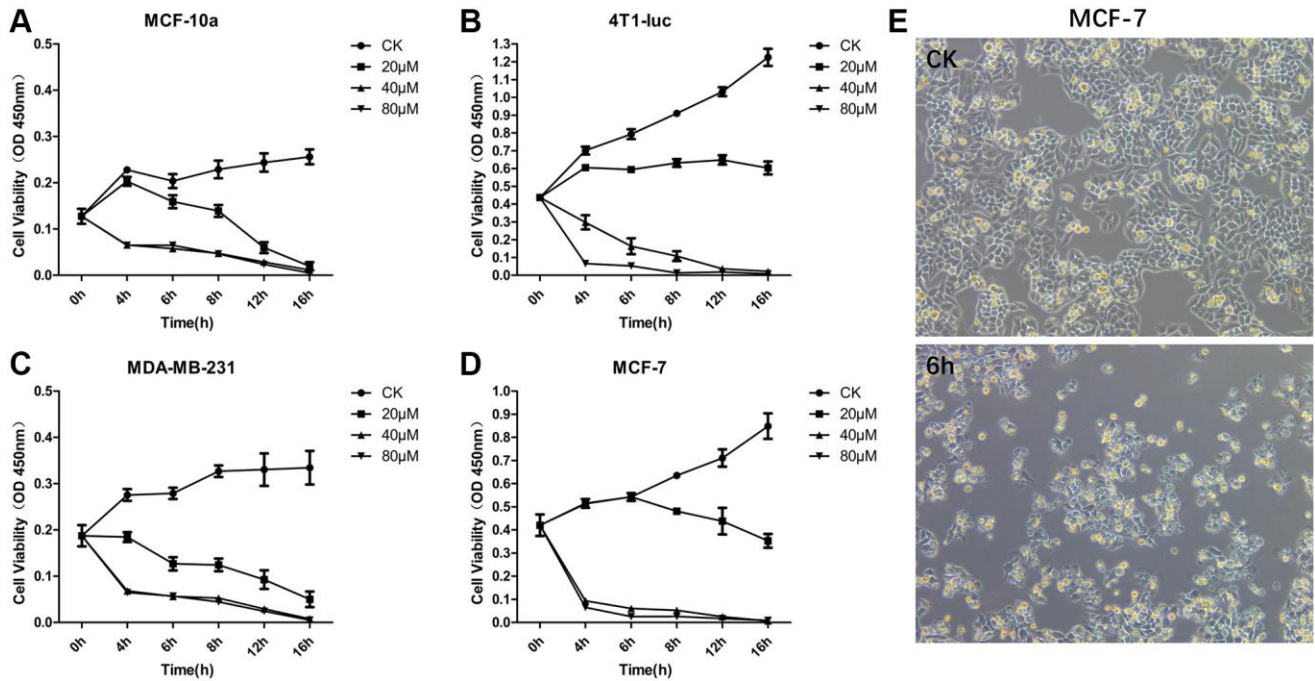 A
MCF-10a
Cell Viability (OD 450nm)
0.5
0.4
0.3
0.2
0.1
0.0
0h
4h
6h
8h
12h
16h
Time(h)
CK
20μM
40μM
80μM
B
4T1-luc
Cell Viability (OD 450nm)
1.3
1.2
1.1
1.0
0.9
0.8
0.7
0.6
0.5
0.4
0.3
0.2
0.1
0.0
0h
4h
6h
8h
12h
16h
Time(h)
CK
20μM
40μM
80μM
C
MDA-MB-231
Cell Viability (OD 450nm)
0.5
0.4
0.3
0.2
0.1
0.0
0h
4h
6h
8h
12h
16h
Time(h)
CK
20μM
40μM
80μM
D
MCF-7
Cell Viability (OD 450nm)
1.0
0.9
0.8
0.7
0.6
0.5
0.4
0.3
0.2
0.1
0.0
0h
4h
6h
8h
12h
16h
Time(h)
CK
20μM
40μM
80μM
E
MCF-7
CK
6h